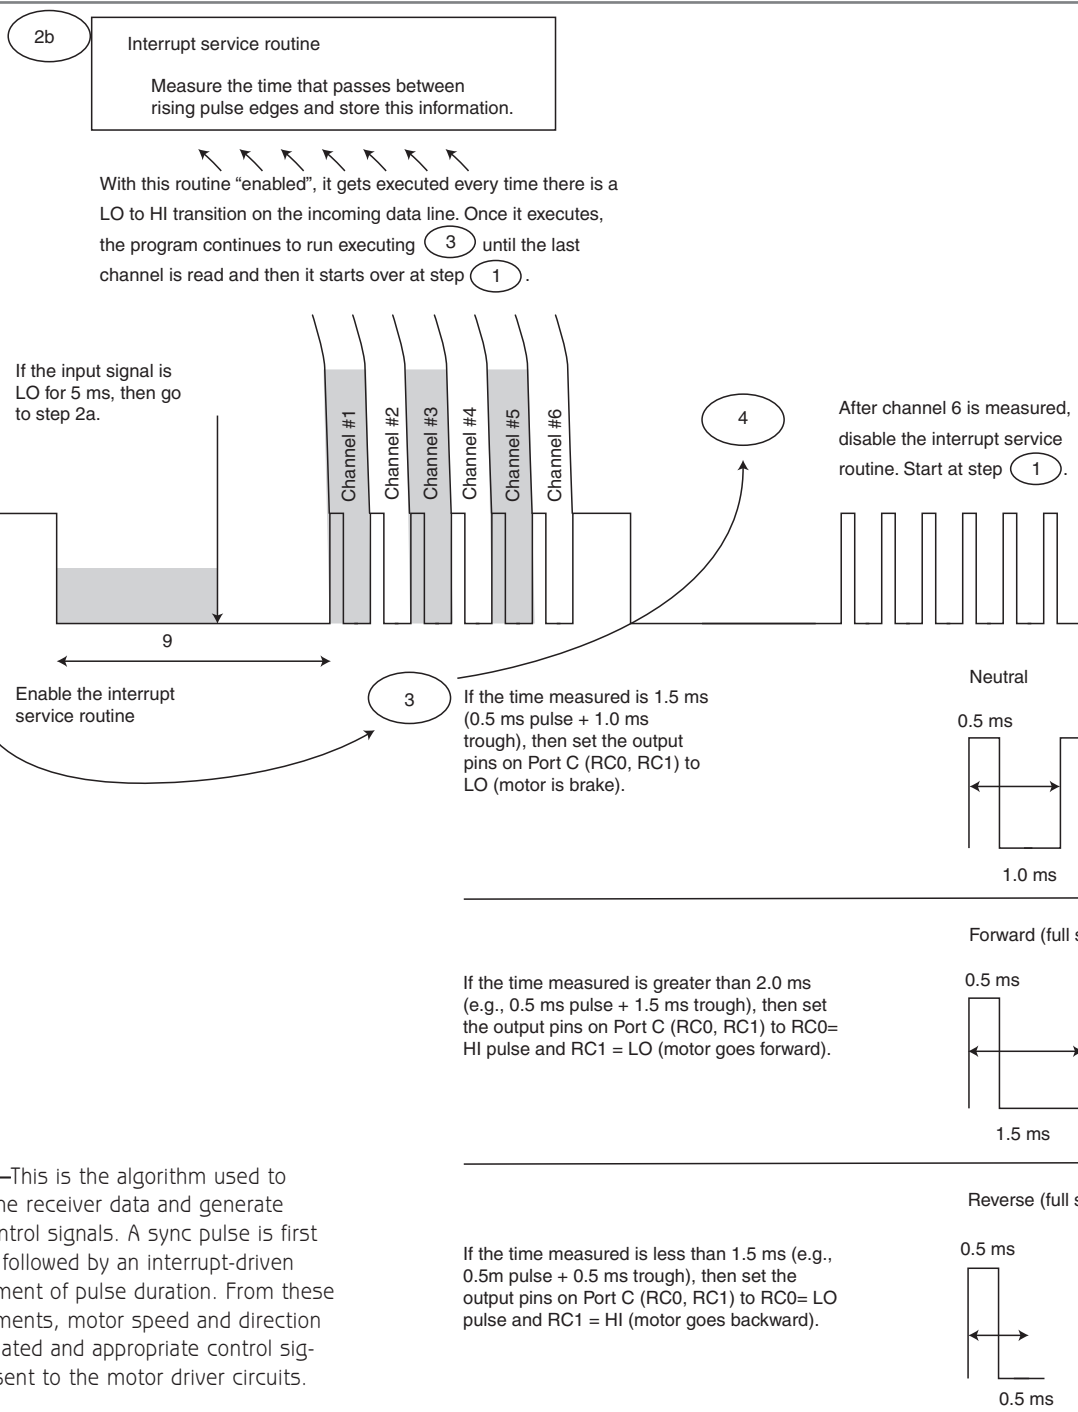 2b
Interrupt service routine
Measure the time that passes between
rising pulse edges and store this information.
With this routine “enabled”, it gets executed every time there is a
LO to HI transition on the incoming data line. Once it executes,
the program continues to run executing 3 until the last
channel is read and then it starts over at step 1 .
If the input signal is
LO for 5 ms, then go
to step 2a.
Channel #1
Channel #2
Channel #3
Channel #4
Channel #5
Channel #6
4
After channel 6 is measured,
disable the interrupt service
routine. Start at step 1 .
9
Enable the interrupt
service routine
3
If the time measured is 1.5 ms
(0.5 ms pulse + 1.0 ms
trough), then set the output
pins on Port C (RC0, RC1) to
LO (motor is brake).
Neutral
0.5 ms
1.0 ms
Forward (full s
If the time measured is greater than 2.0 ms
(e.g., 0.5 ms pulse + 1.5 ms trough), then set
the output pins on Port C (RC0, RC1) to RC0=
HI pulse and RC1 = LO (motor goes forward).
0.5 ms
1.5 ms
Reverse (full s
If the time measured is less than 1.5 ms (e.g.,
0.5m pulse + 0.5 ms trough), then set the
output pins on Port C (RC0, RC1) to RC0= LO
pulse and RC1 = HI (motor goes backward).
0.5 ms
0.5 ms
—This is the algorithm used to
ne receiver data and generate
ntrol signals. A sync pulse is first
followed by an interrupt-driven
ment of pulse duration. From these
ments, motor speed and direction
ated and appropriate control sig-
sent to the motor driver circuits.